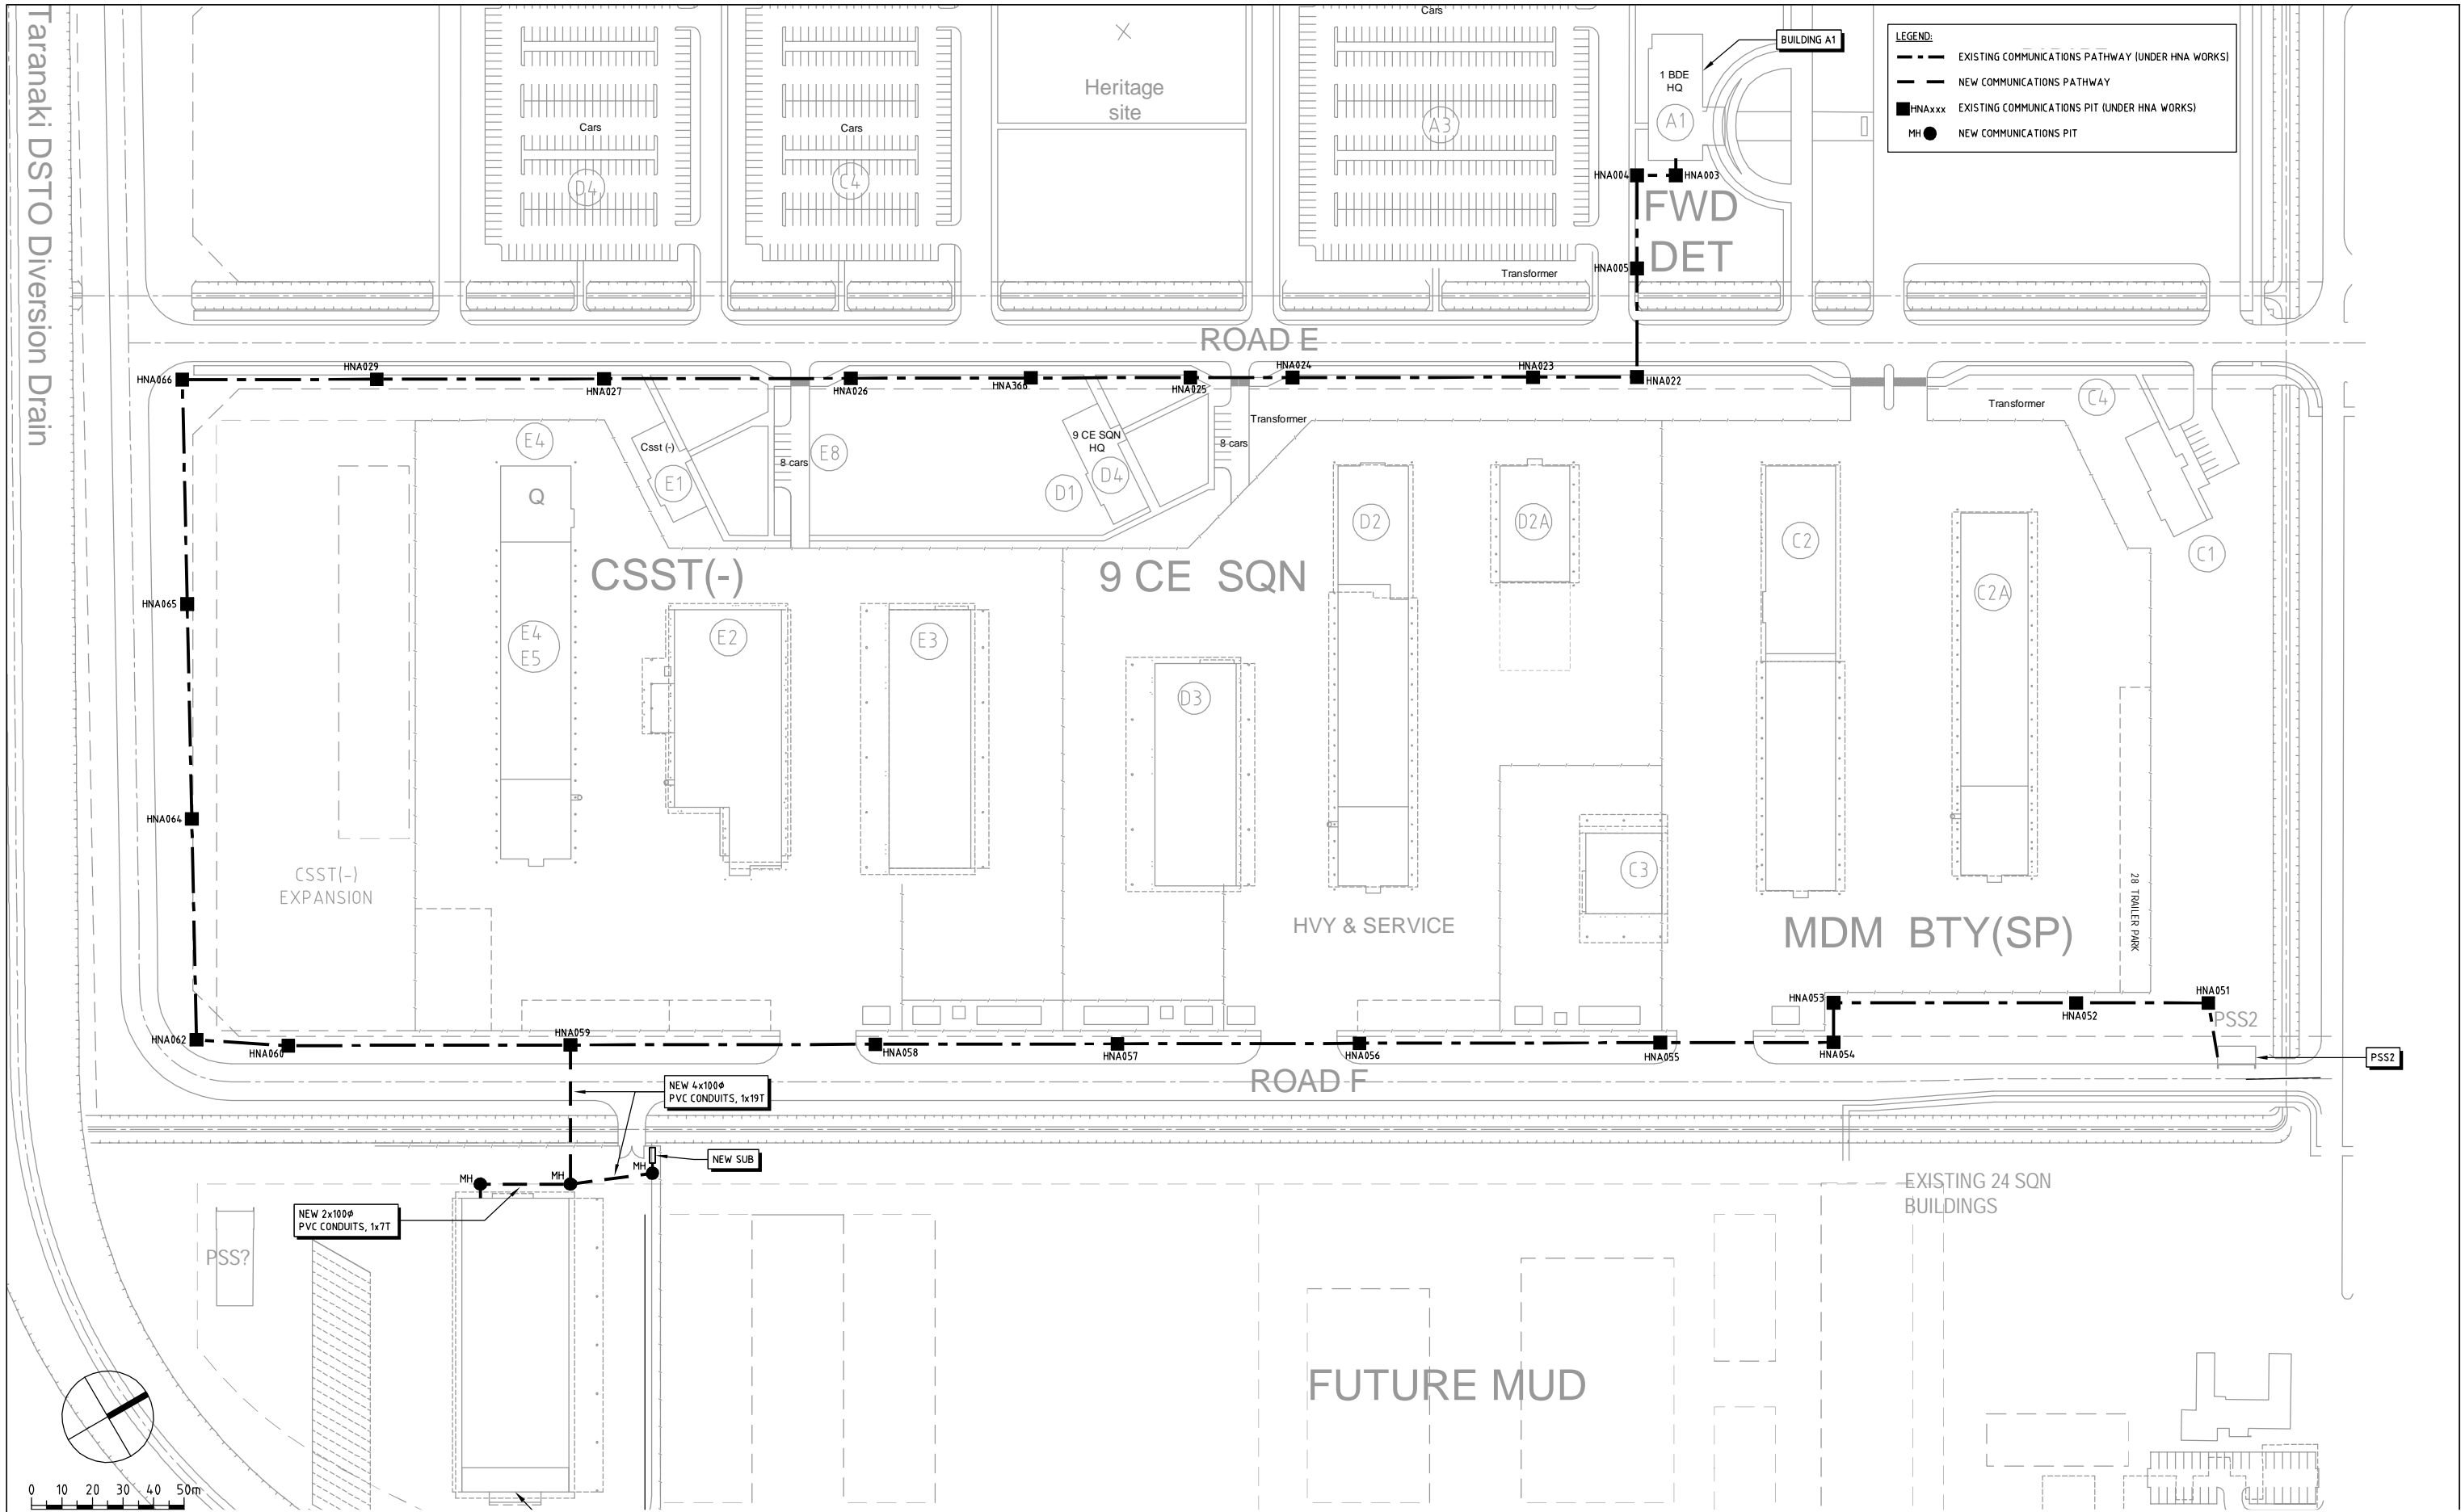 Taranaki DSTO Diversion Drain
Cars
D4
Cars
C4
Heritage
site
Cars
A3
Transformer
BUILDING A1
1 BDE
HQ
A1
HNA004
HNA003
FWD
DET
HNA005
LEGEND:
EXISTING COMMUNICATIONS PATHWAY (UNDER HNA WORKS)
NEW COMMUNICATIONS PATHWAY
HNAxxx EXISTING COMMUNICATIONS PIT (UNDER HNA WORKS)
MH NEW COMMUNICATIONS PIT
ROAD E
HNA066
HNA029
HNA027
HNA026
HNA366
HNA025
HNA024
HNA023
HNA022
E4
Q
Csst (-)
E1
8 cars
E8
9 CE SQN
HQ
D1
D4
8 cars
Transformer
Transformer
C4
C1
CSST(-)
9 CE SQN
D2
D2A
C2
C2A
HNA065
E4
E5
E2
E3
D3
HNA064
CSST(-)
EXPANSION
C3
HVY & SERVICE
MDM BTY(SP)
28 TRAILER PARK
HNA053
HNA052
HNA051
PSS2
HNA062
HNA060
HNA059
HNA058
HNA057
HNA056
HNA055
HNA054
PSS2
ROAD F
NEW 4x100ø
PVC CONDUITS, 1x19T
NEW SUB
MH
MH
MH
NEW 2x100ø
PVC CONDUITS, 1x7T
PSS?
EXISTING 24 SQN
BUILDINGS
FUTURE MUD
0 10 20 30 40 50m